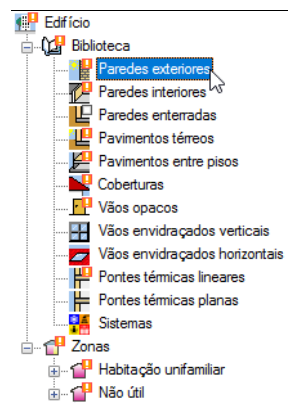 Edifício
Biblioteca
Paredes exteriores
Paredes interiores
Paredes enterradas
Pavimentos térreos
Pavimentos entre pisos
Coberturas
Vãos opacos
Vãos envidraçados verticais
Vãos envidraçados horizontais
Pontes térmicas lineares
Pontes térmicas planas
Sistemas
Zonas
Habitação unifamiliar
Não útil